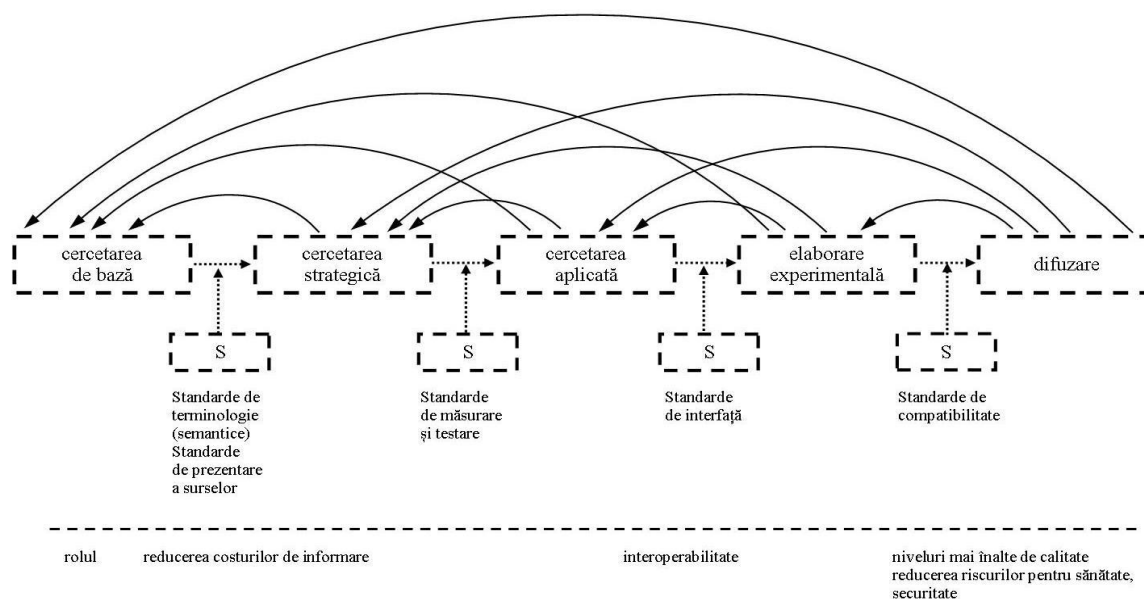 cercetarea
de bază
cercetarea
strategică
cercetarea
aplicată
elaborare
experimentală
difuzare
S
S
S
S
Standarde de
terminologie
(semantice)
Standarde
de prezentare
a surselor
Standarde
de măsurare
și testare
Standarde
de interfață
Standarde de
compatibilitate
rolul
reducerea costurilor de informare
interoperabilitate
niveluri mai înalte de calitate
reducerea riscurilor pentru sănătate,
securitate